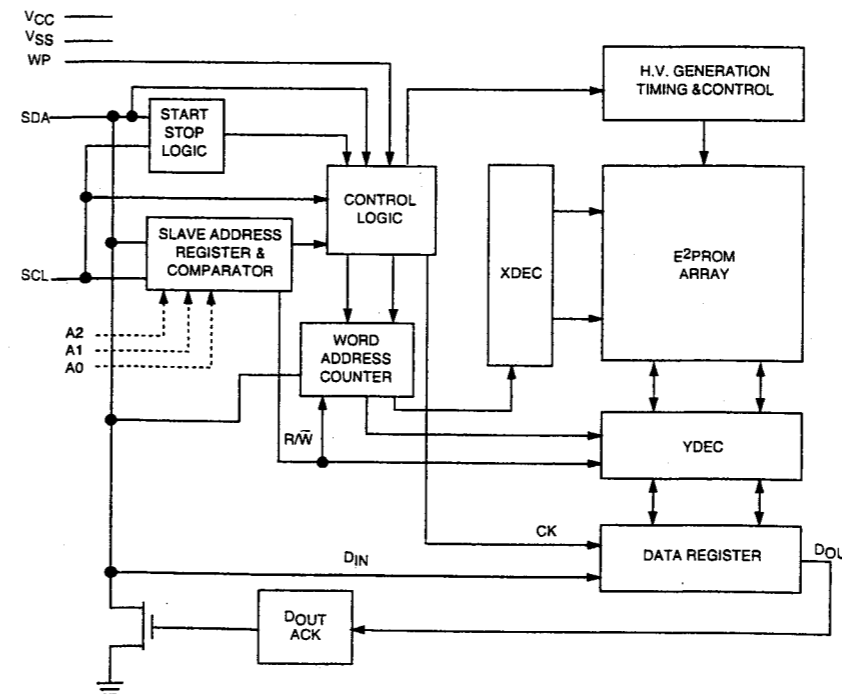 VCC
VSS
WP
SDA
START
STOP
LOGIC
H.V. GENERATION
TIMING &CONTROL
CONTROL
LOGIC
SLAVE ADDRESS
REGISTER &
COMPARATOR
SCL
XDEC
E²PROM
ARRAY
A2
A1
A0
WORD
ADDRESS
COUNTER
R/W̅
YDEC
CK
DATA REGISTER
DOU
DIN
DOUT
ACK